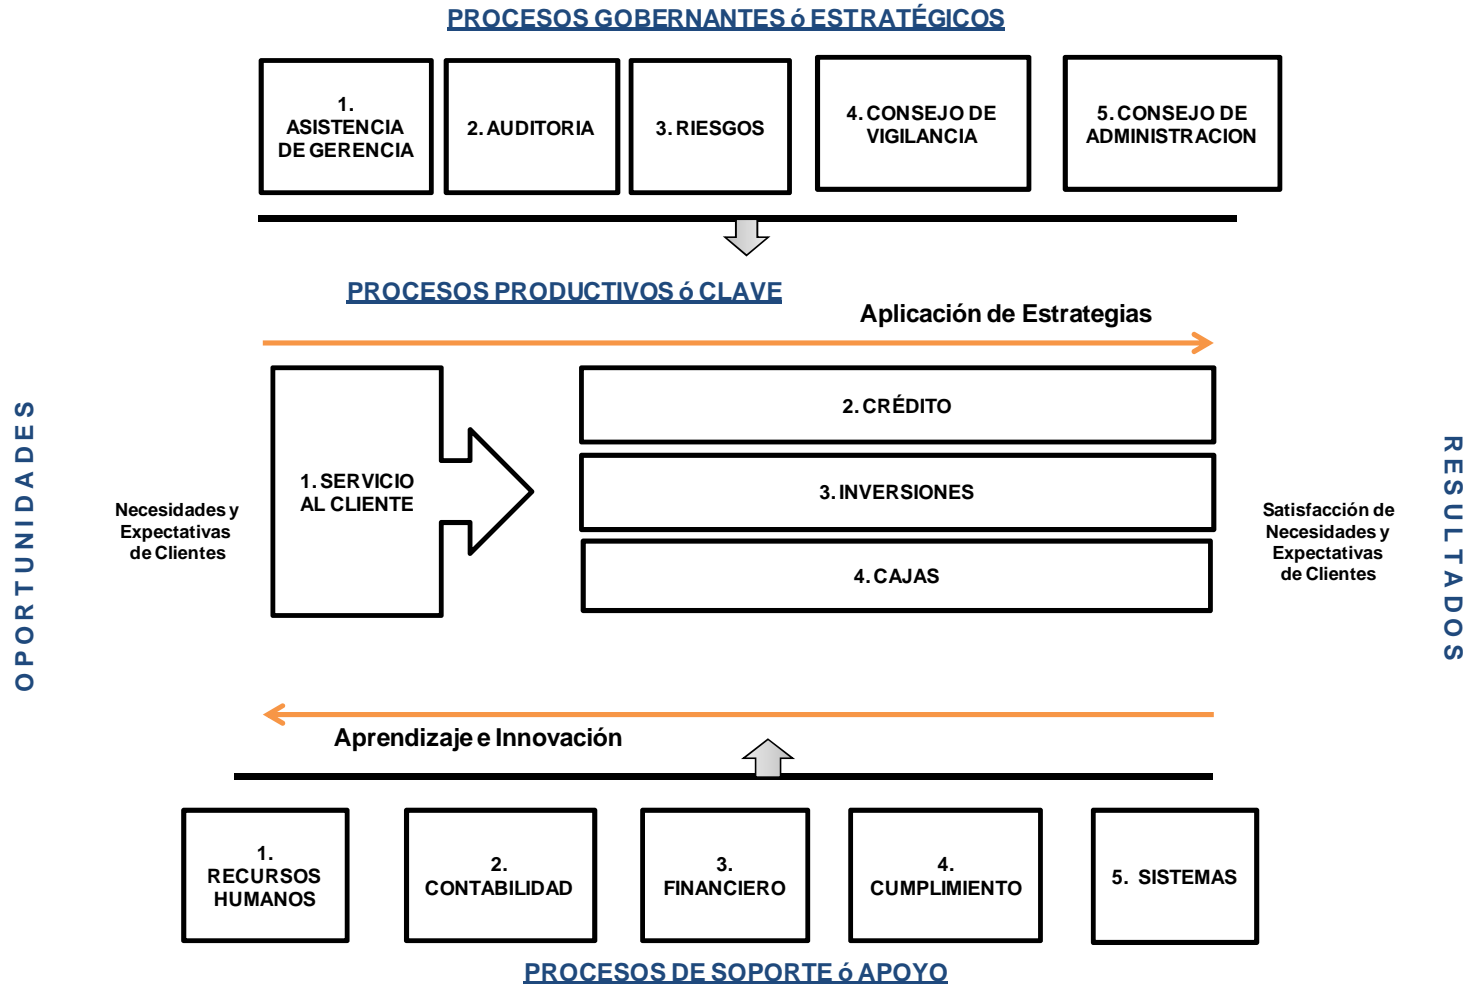 PROCESOS GOBERNANTES ó ESTRATÉGICOS
1.
ASISTENCIA
DE GERENCIA
2. AUDITORIA
3. RIESGOS
4. CONSEJO DE
VIGILANCIA
5. CONSEJO DE
ADMINISTRACION
PROCESOS PRODUCTIVOS ó CLAVE
Aplicación de Estrategias
OPORTUNIDADES
Necesidades y
Expectativas
de Clientes
1. SERVICIO
AL CLIENTE
2. CRÉDITO
3. INVERSIONES
4. CAJAS
Satisfacción de
Necesidades y
Expectativas
de Clientes
RESULTADOS
Aprendizaje e Innovación
1.
RECURSOS
HUMANOS
2.
CONTABILIDAD
3.
FINANCIERO
4.
CUMPLIMIENTO
5. SISTEMAS
PROCESOS DE SOPORTE ó APOYO